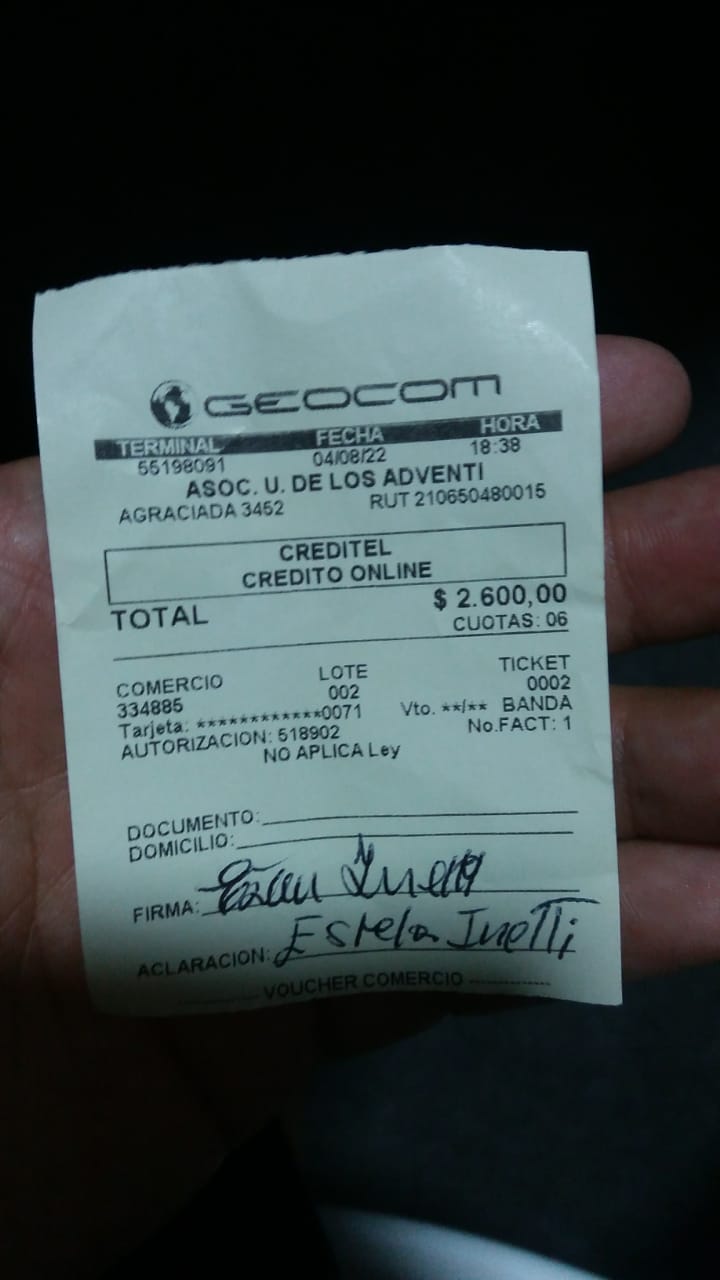 GEOCOM
TERMINAL FECHA HORA
55198091 04/08/22 18:38
ASOC. U. DE LOS ADVENTI
AGRACIADA 3452 RUT 210650480015
CREDITEL
CREDITO ONLINE
TOTAL $ 2.600,00
CUOTAS: 06
COMERCIO LOTE TICKET
334885 002 0002
Tarjeta: ************0071 Vto. **/** BANDA
AUTORIZACION: 518902 No.FACT: 1
NO APLICA Ley
DOCUMENTO:
DOMICILIO:
FIRMA:
ACLARACION: Estela Inetti
VOUCHER COMERCIO